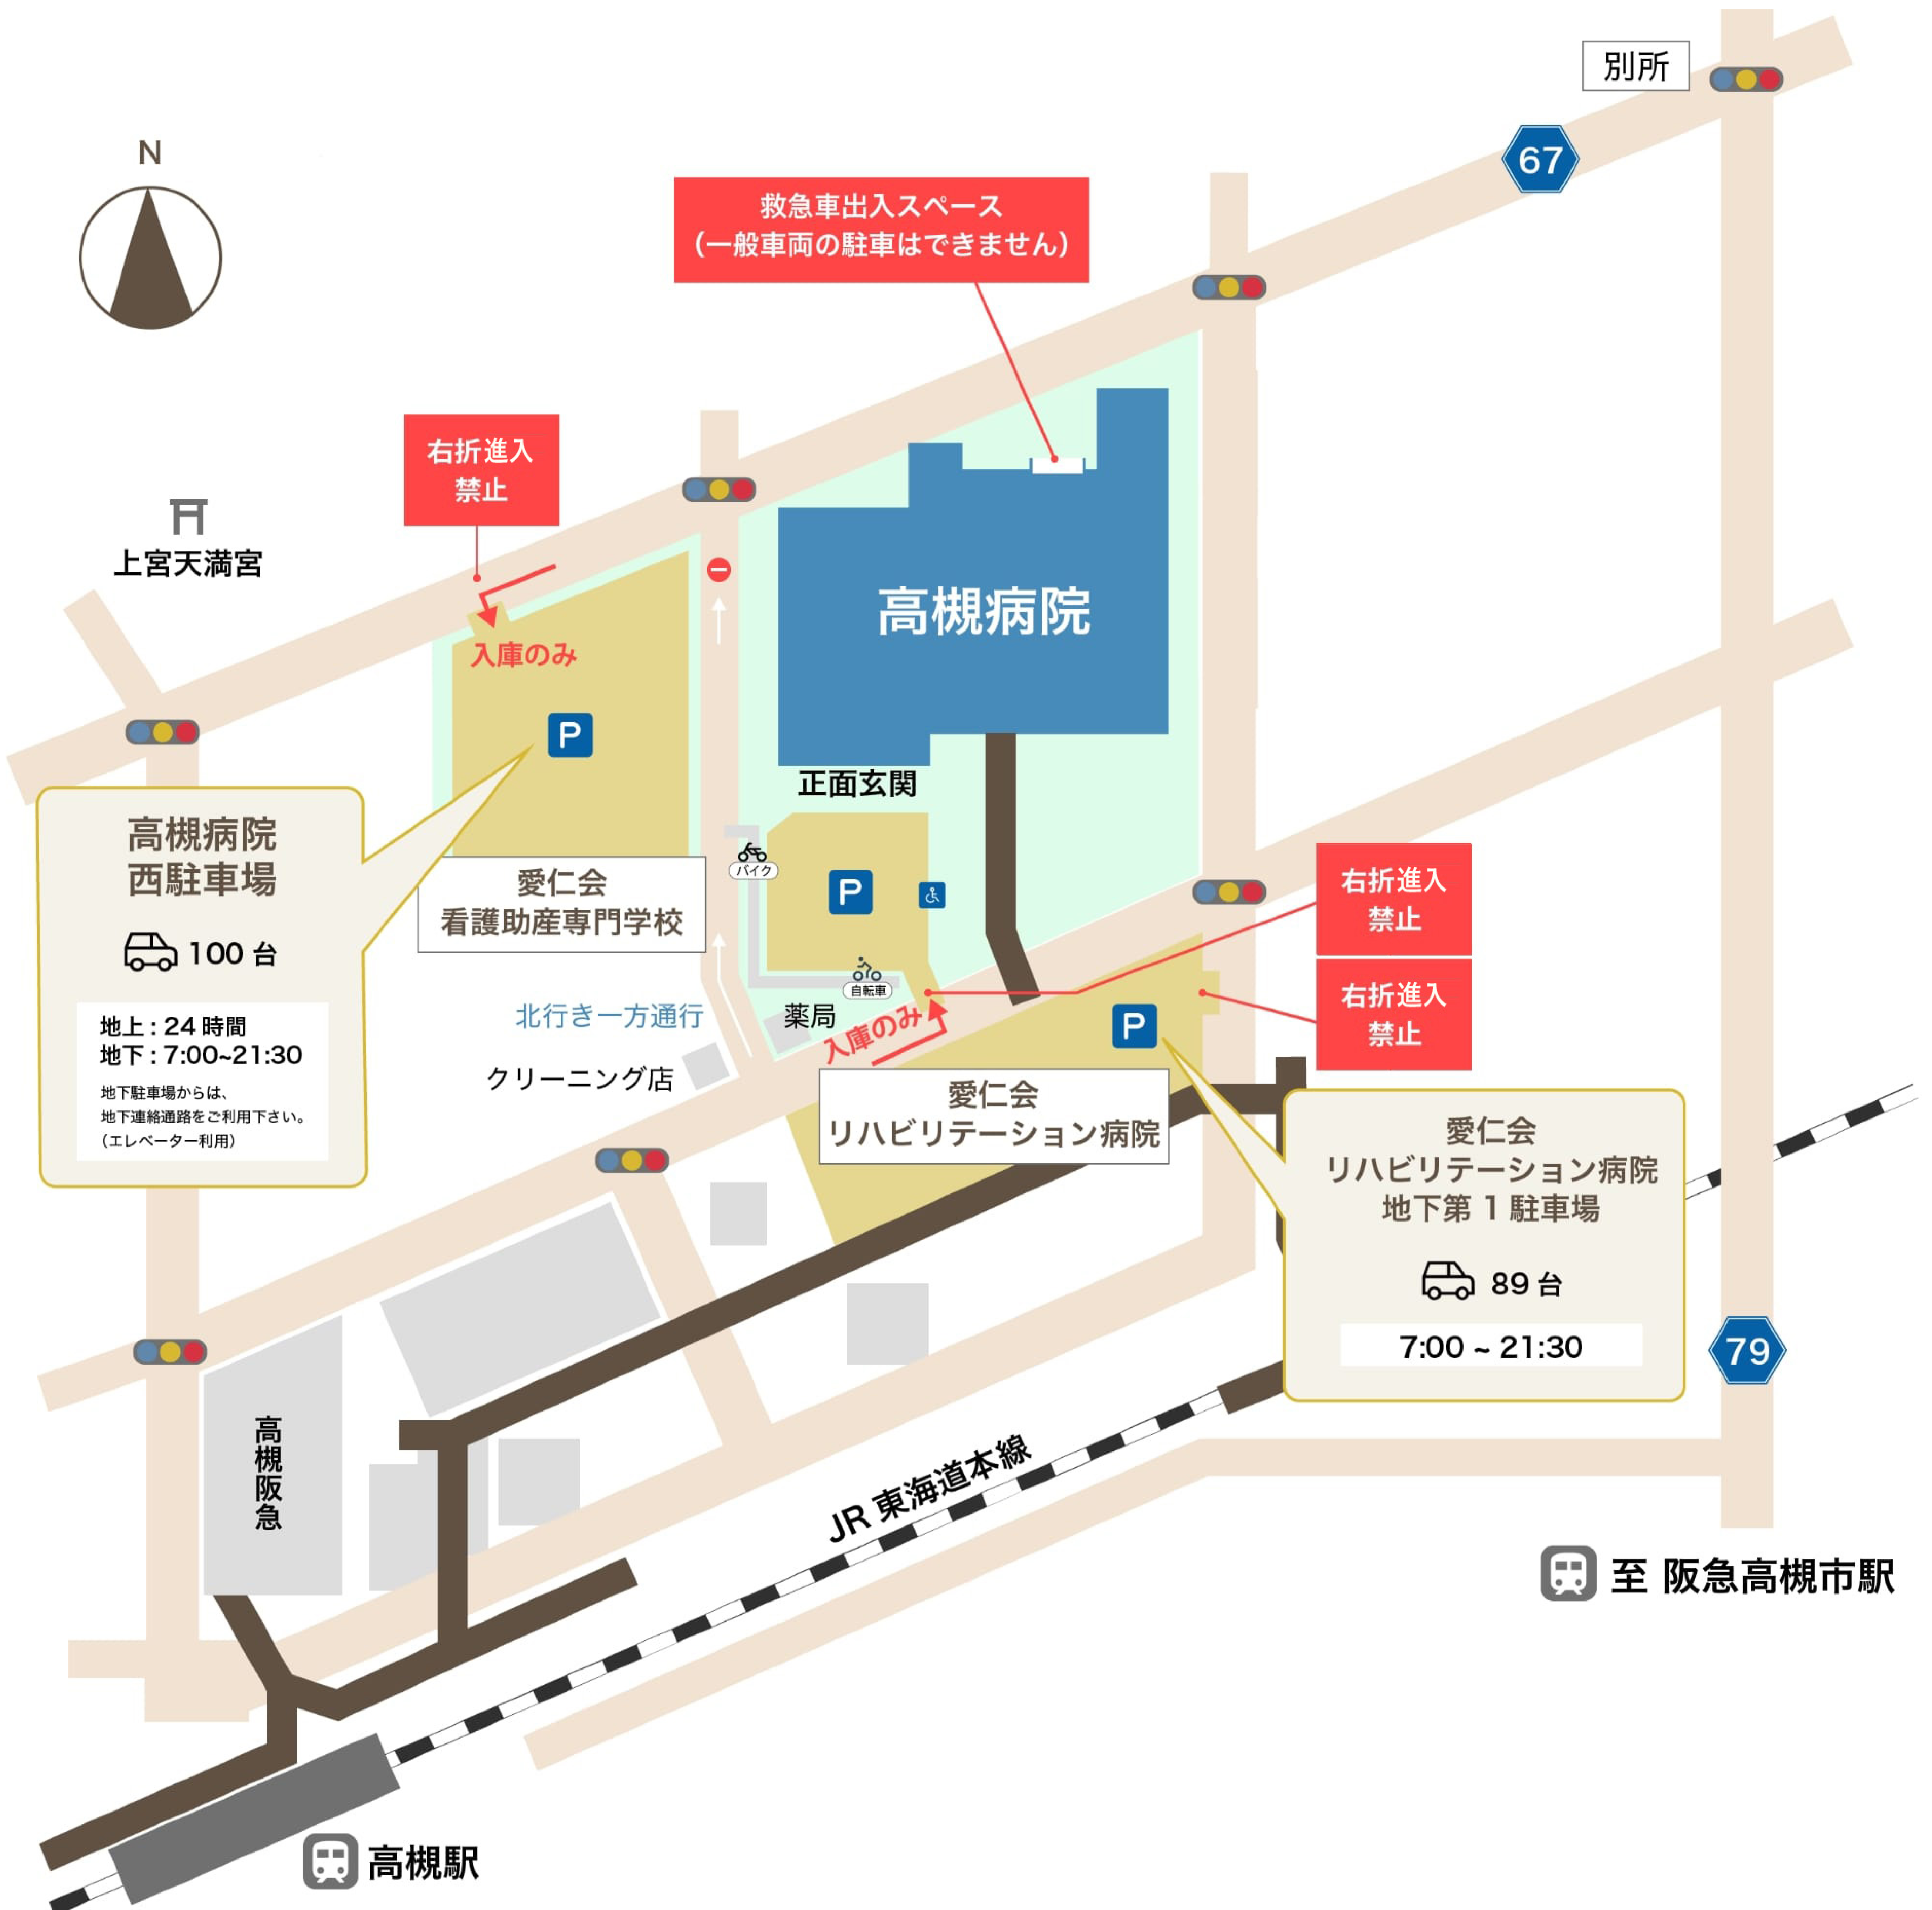 別所
67
N
救急車出入スペース
（一般車両の駐車はできません）
右折進入
禁止
上宮天満宮
入庫のみ
P
高槻病院
正面玄関
高槻病院
西駐車場
100 台
地上 : 24 時間
地下 : 7:00~21:30
地下駐車場からは、
地下連絡通路をご利用下さい。
（エレベーター利用）
愛仁会
看護助産専門学校
バイク
P
自転車
右折進入
禁止
右折進入
禁止
北行き一方通行
薬局
入庫のみ
P
クリーニング店
愛仁会
リハビリテーション病院
愛仁会
リハビリテーション病院
地下第 1 駐車場
89 台
7:00 ~ 21:30
79
高槻阪急
JR 東海道本線
至 阪急高槻市駅
高槻駅